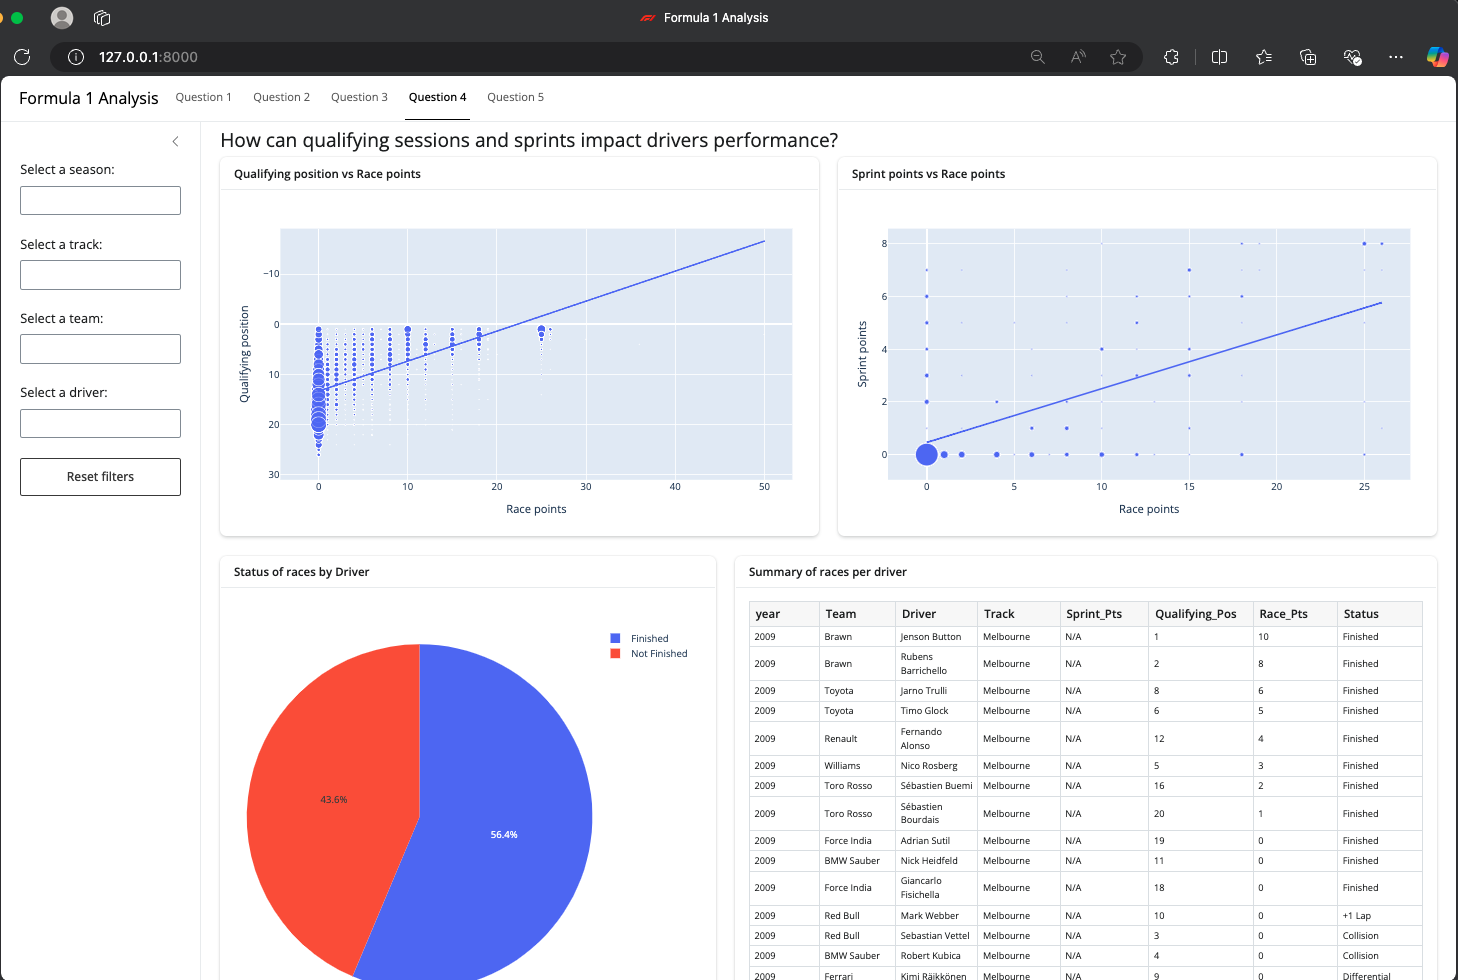 Formula 1 Analysis
127.0.0.1:8000
Formula 1 Analysis
Question 1
Question 2
Question 3
Question 4
Question 5
Select a season:
Select a track:
Select a team:
Select a driver:
Reset filters
How can qualifying sessions and sprints impact drivers performance?
Qualifying position vs Race points
Qualifying position
−10
0
10
20
30
0 10 20 30 40 50
Race points
Sprint points vs Race points
Sprint points
8
6
4
2
0
0 5 10 15 20 25
Race points
Status of races by Driver
Finished
Not Finished
43.6%
56.4%
Summary of races per driver
year Team Driver Track Sprint_Pts Qualifying_Pos Race_Pts Status
2009 Brawn Jenson Button Melbourne N/A 1 10 Finished
2009 Brawn Rubens Barrichello Melbourne N/A 2 8 Finished
2009 Toyota Jarno Trulli Melbourne N/A 8 6 Finished
2009 Toyota Timo Glock Melbourne N/A 6 5 Finished
2009 Renault Fernando Alonso Melbourne N/A 12 4 Finished
2009 Williams Nico Rosberg Melbourne N/A 5 3 Finished
2009 Toro Rosso Sébastien Buemi Melbourne N/A 16 2 Finished
2009 Toro Rosso Sébastien Bourdais Melbourne N/A 20 1 Finished
2009 Force India Adrian Sutil Melbourne N/A 19 0 Finished
2009 BMW Sauber Nick Heidfeld Melbourne N/A 11 0 Finished
2009 Force India Giancarlo Fisichella Melbourne N/A 18 0 Finished
2009 Red Bull Mark Webber Melbourne N/A 10 0 +1 Lap
2009 Red Bull Sebastian Vettel Melbourne N/A 3 0 Collision
2009 BMW Sauber Robert Kubica Melbourne N/A 4 0 Collision
2009 Ferrari Kimi Räikkönen Melbourne N/A 9 0 Differential